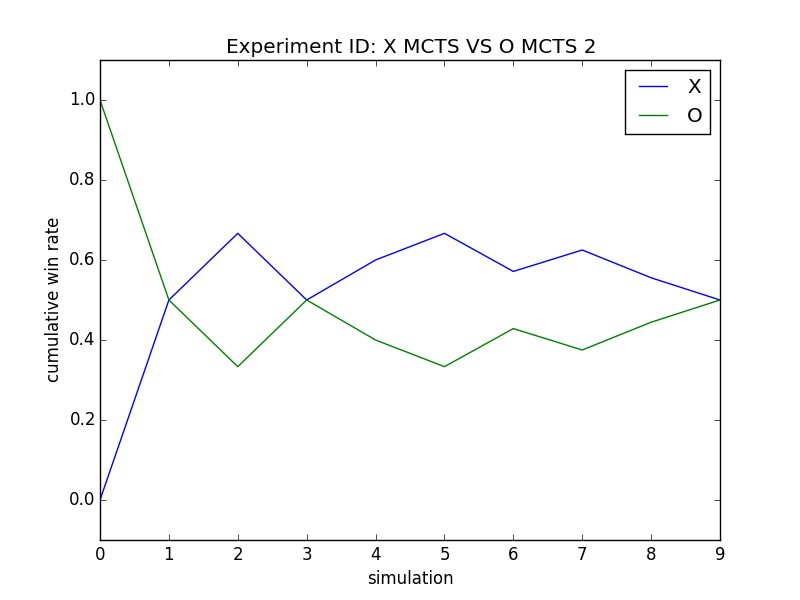 Experiment ID: X MCTS VS O MCTS 2
X
O
1.0
0.8
0.6
0.4
0.2
0.0
cumulative win rate
0 1 2 3 4 5 6 7 8 9
simulation